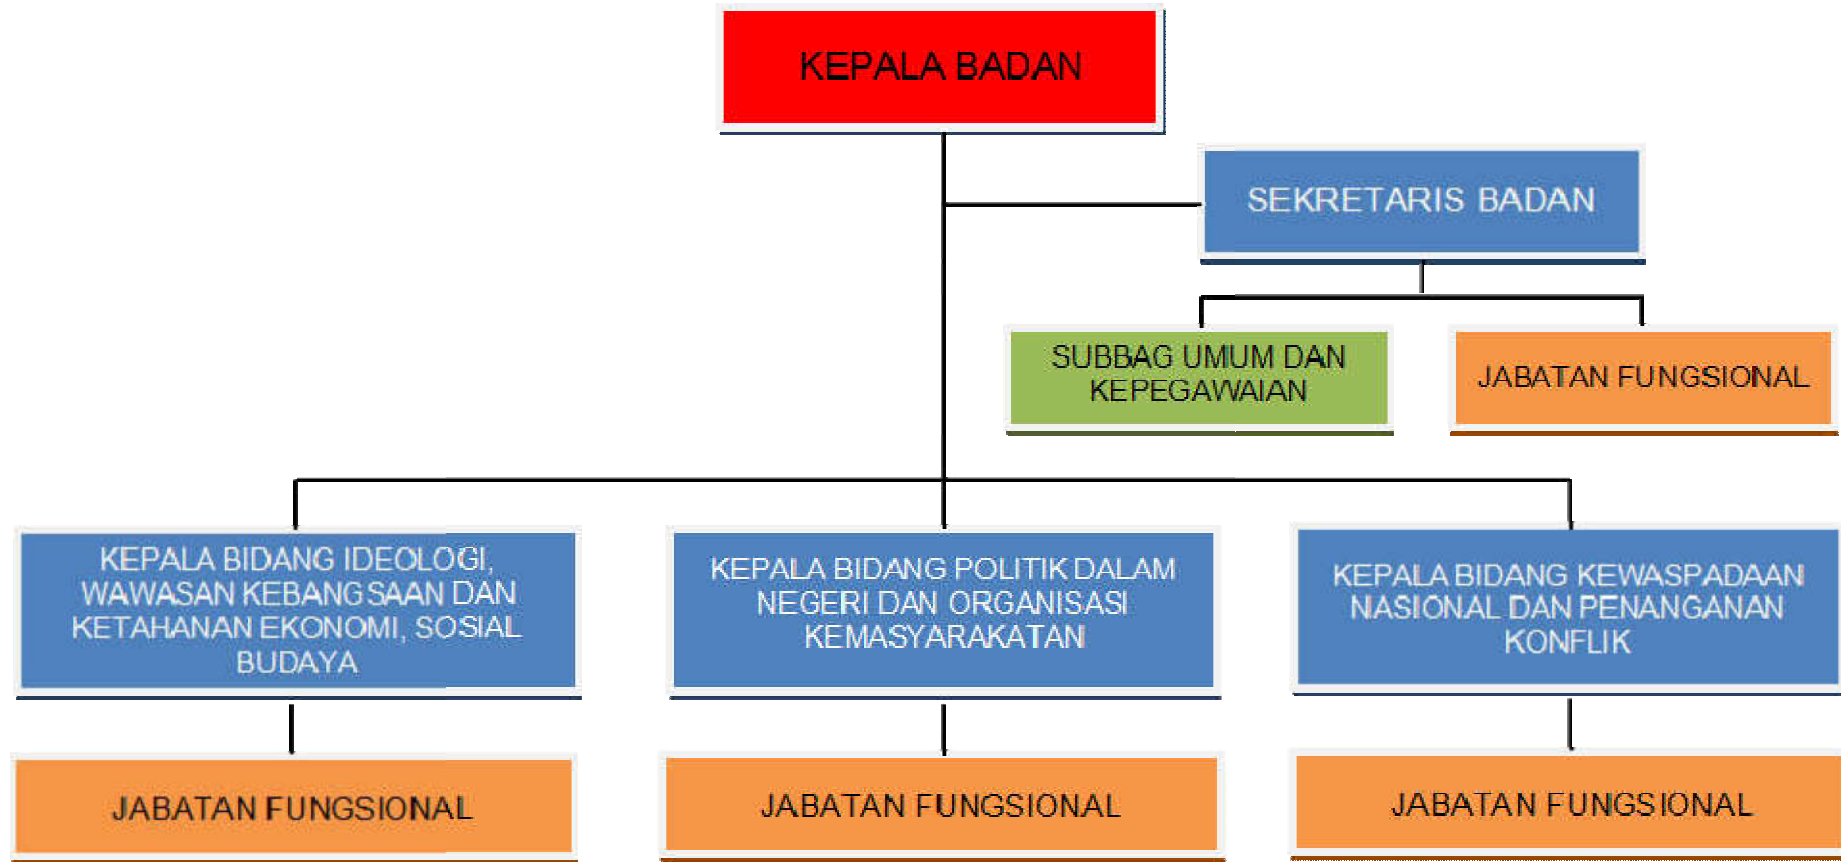 KEPALA BADAN
SEKRETARIS BADAN
SUBBAG UMUM DAN
KEPEGAWAIAN
JABATAN FUNGSIONAL
KEPALA BIDANG IDEOLOGI,
WAWASAN KEBANGSAAN DAN
KETAHANAN EKONOMI, SOSIAL
BUDAYA
KEPALA BIDANG POLITIK DALAM
NEGERI DAN ORGANISASI
KEMASYARAKATAN
KEPALA BIDANG KEWASPADAAN
NASIONAL DAN PENANGANAN
KONFLIK
JABATAN FUNGSIONAL
JABATAN FUNGSIONAL
JABATAN FUNGSIONAL